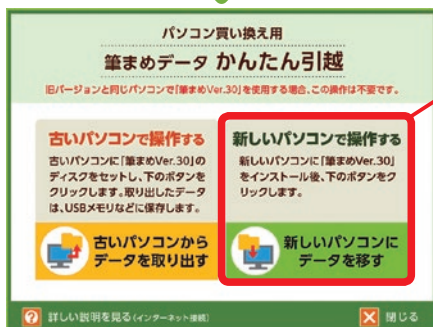 パソコン買い換え用
筆まめデータ かんたん引越
旧バージョンと同じパソコンで「筆まめVer.30」を使用する場合、この操作は不要です。
古いパソコンで操作する
古いパソコンに「筆まめVer.30」の
ディスクをセットし、下のボタンを
クリックします。取り出したデータ
は、USBメモリなどに保存します。
古いパソコンから
データを取り出す
新しいパソコンで操作する
新しいパソコンに「筆まめVer.30」
をインストール後、下のボタンをク
リックします。
新しいパソコンに
データを移す
? 詳しい説明を見る(インターネット接続)
閉じる